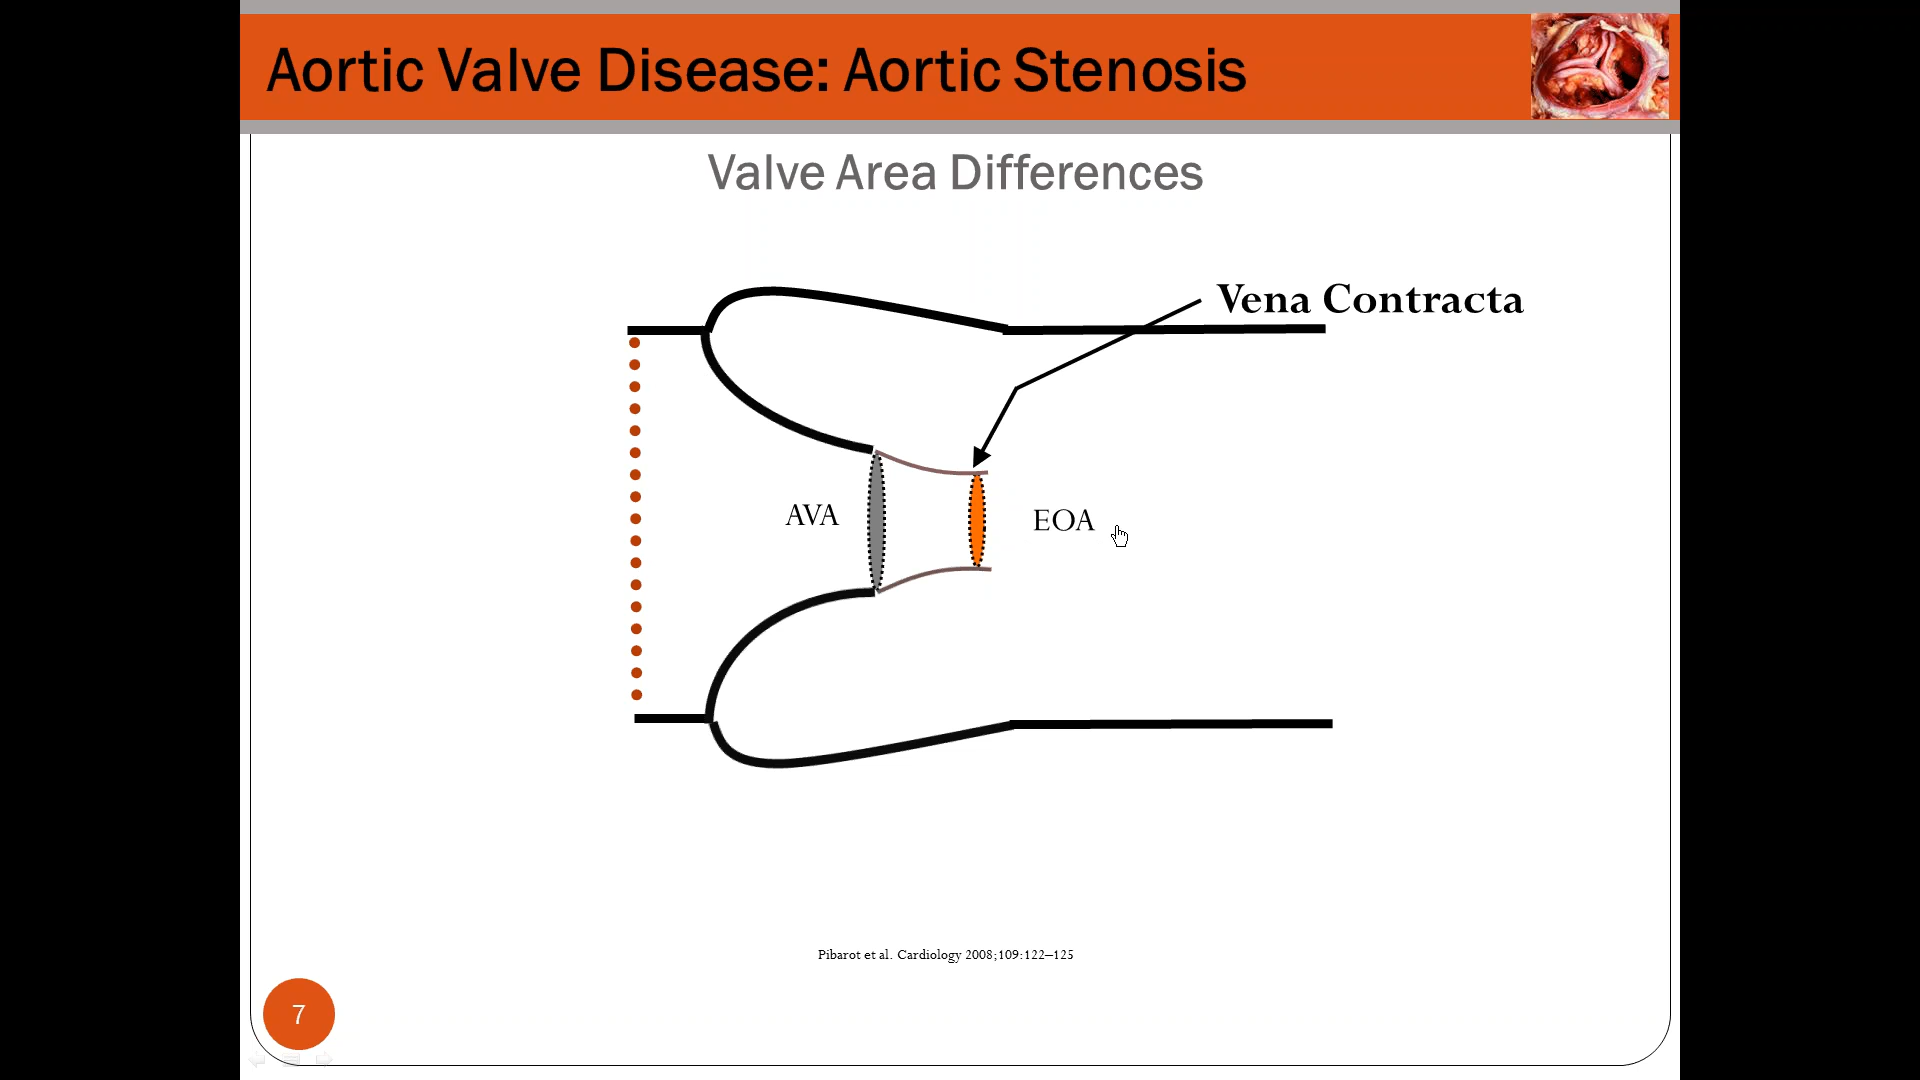 Aortic Valve Disease: Aortic Stenosis
Valve Area Differences
Vena Contracta
AVA
EOA
Pibarot et al. Cardiology 2008;109:122–125
7